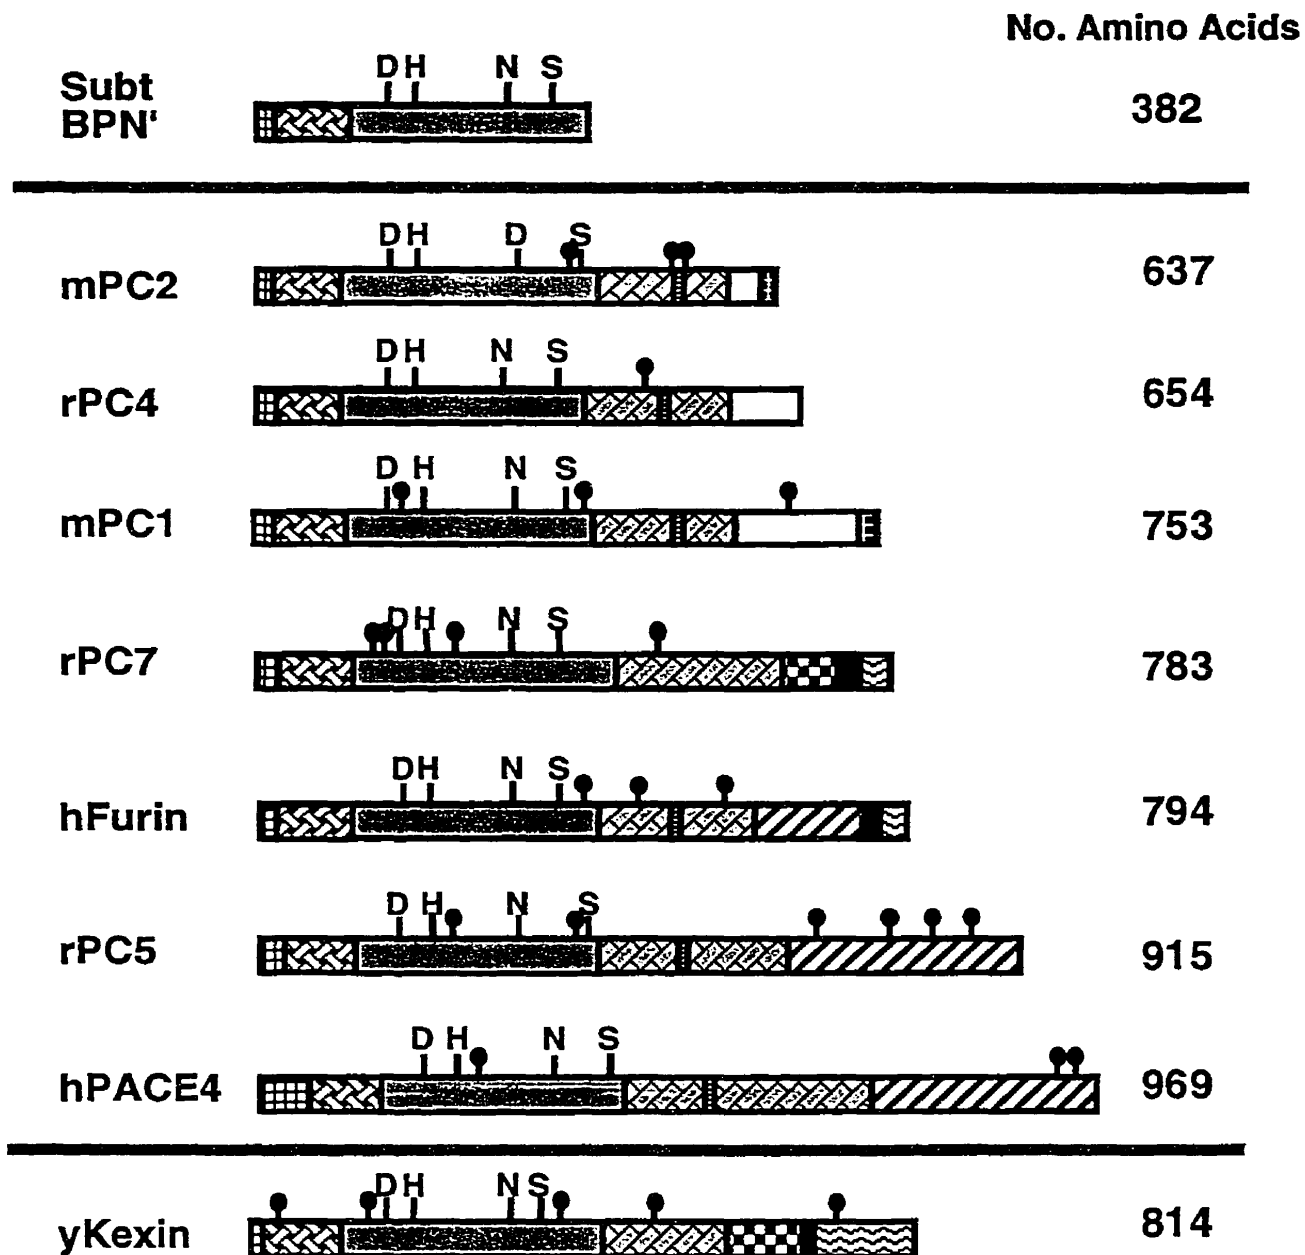 No. Amino Acids
D H N S
Subt
BPN' 382
D H D S
mPC2 637
D H N S
rPC4 654
D H N S
mPC1 753
D H N S
rPC7 783
D H N S
hFurin 794
D H N S
rPC5 915
D H N S
hPACE4 969
D H N S
yKexin 814